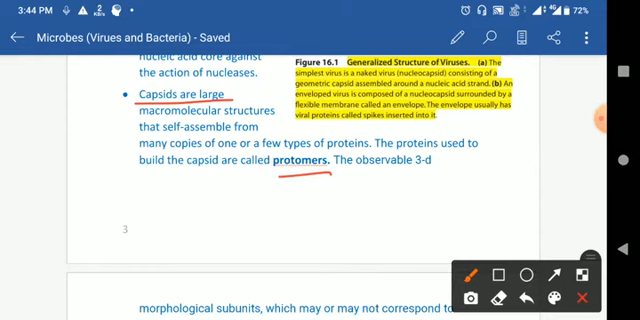 3:44 PM
2
KB/s
4G
72%
Microbes (Virues and Bacteria) - Saved
nucleic acid core against
the action of nucleases.
Figure 16.1 Generalized Structure of Viruses. (a) The
simplest virus is a naked virus (nucleocapsid) consisting of a
geometric capsid assembled around a nucleic acid strand. (b) An
enveloped virus is composed of a nucleocapsid surrounded by a
flexible membrane called an envelope. The envelope usually has
viral proteins called spikes inserted into it.
• Capsids are large
macromolecular structures
that self-assemble from
many copies of one or a few types of proteins. The proteins used to
build the capsid are called protomers. The observable 3-d
3
morphological subunits, which may or may not correspond to